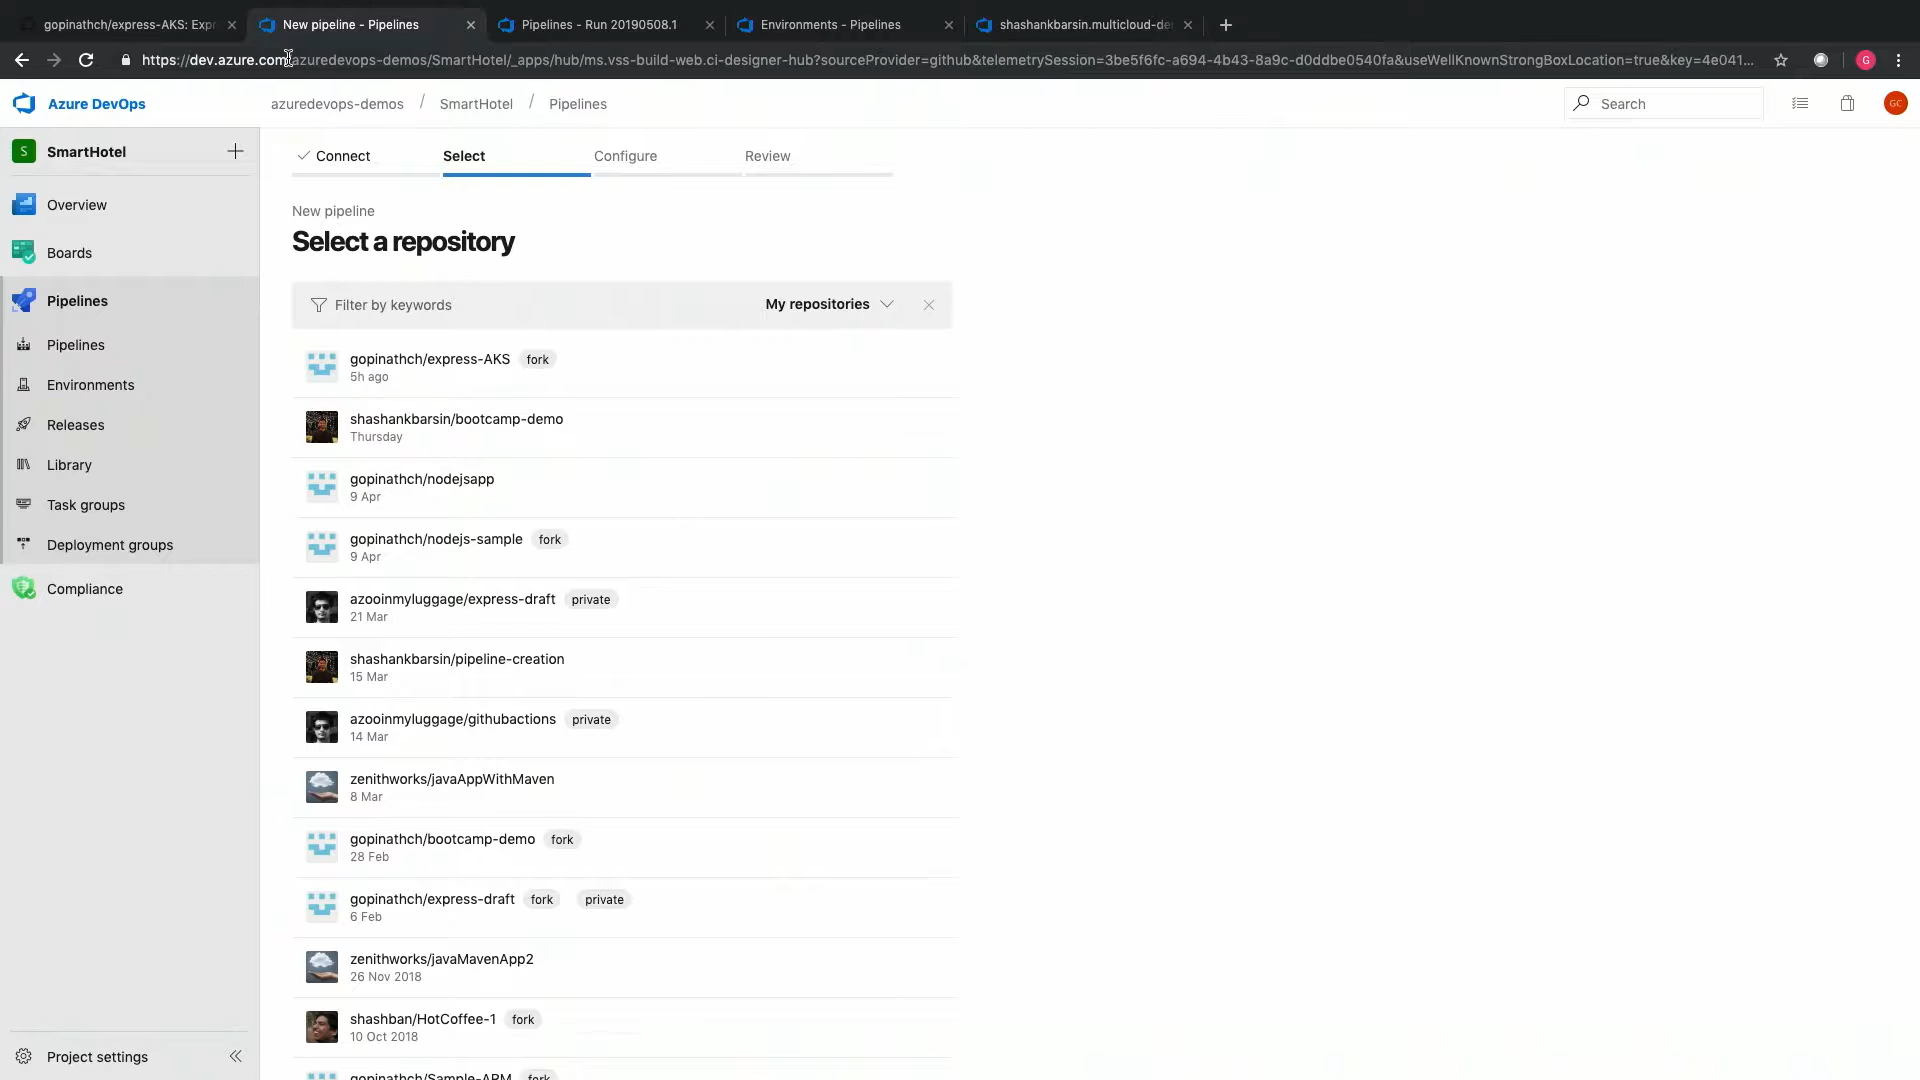 gopinathch/express-AKS: Expr
New pipeline - Pipelines
Pipelines - Run 20190508.1
Environments - Pipelines
shashankbarsin.multicloud-de
https://dev.azure.com/azuredevops-demos/SmartHotel/_apps/hub/ms.vss-build-web.ci-designer-hub?sourceProvider=github&telemetrySession=3be5f6fc-a694-4b43-8a9c-d0ddbe0540fa&useWellKnownStrongBoxLocation=true&key=4e041...
G
Azure DevOps
azuredevops-demos / SmartHotel / Pipelines
Search
GC
S SmartHotel
Overview
Boards
Pipelines
Pipelines
Environments
Releases
Library
Task groups
Deployment groups
Compliance
Project settings
Connect
Select
Configure
Review
New pipeline
Select a repository
Filter by keywords
My repositories
gopinathch/express-AKS fork
5h ago
shashankbarsin/bootcamp-demo
Thursday
gopinathch/nodejsapp
9 Apr
gopinathch/nodejs-sample fork
9 Apr
azooinmyluggage/express-draft private
21 Mar
shashankbarsin/pipeline-creation
15 Mar
azooinmyluggage/githubactions private
14 Mar
zenithworks/javaAppWithMaven
8 Mar
gopinathch/bootcamp-demo fork
28 Feb
gopinathch/express-draft fork private
6 Feb
zenithworks/javaMavenApp2
26 Nov 2018
shashban/HotCoffee-1 fork
10 Oct 2018
gopinathch/Sample-ARM fork